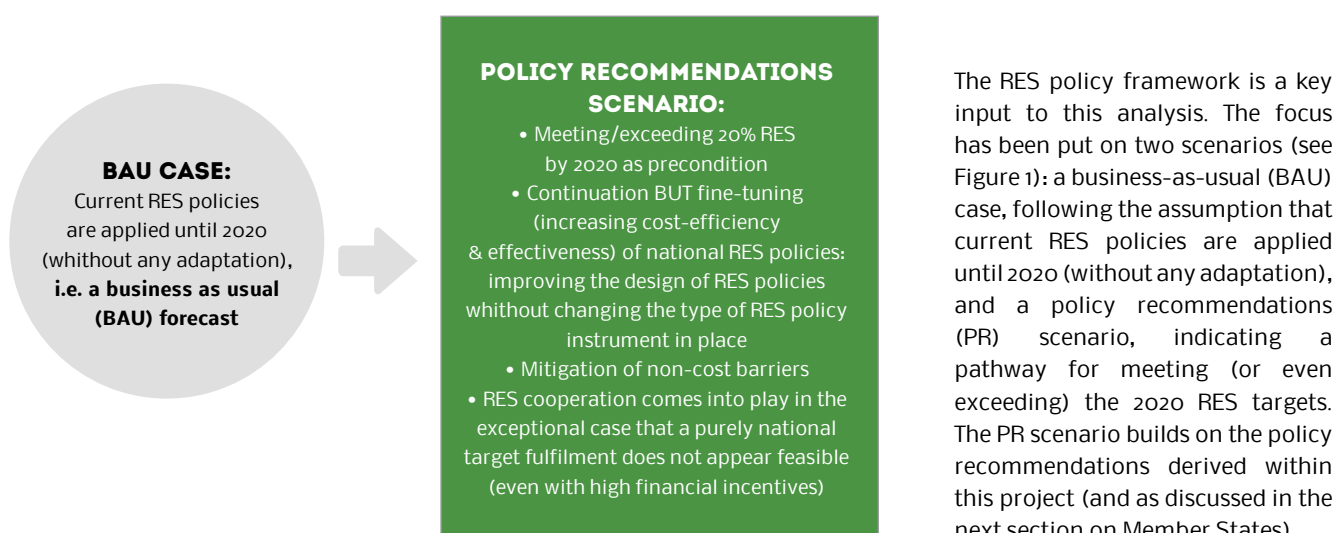 BAU CASE:
Current RES policies
are applied until 2020
(whithout any adaptation),
i.e. a business as usual
(BAU) forecast
POLICY RECOMMENDATIONS
SCENARIO:
• Meeting/exceeding 20% RES
by 2020 as precondition
• Continuation BUT fine-tuning
(increasing cost-efficiency
& effectiveness) of national RES policies:
improving the design of RES policies
whithout changing the type of RES policy
instrument in place
• Mitigation of non-cost barriers
• RES cooperation comes into play in the
exceptional case that a purely national
target fulfilment does not appear feasible
(even with high financial incentives)
The RES policy framework is a key
input to this analysis. The focus
has been put on two scenarios (see
Figure 1): a business-as-usual (BAU)
case, following the assumption that
current RES policies are applied
until 2020 (without any adaptation),
and a policy recommendations
(PR) scenario, indicating a
pathway for meeting (or even
exceeding) the 2020 RES targets.
The PR scenario builds on the policy
recommendations derived within
this project (and as discussed in the
next section on Member States)